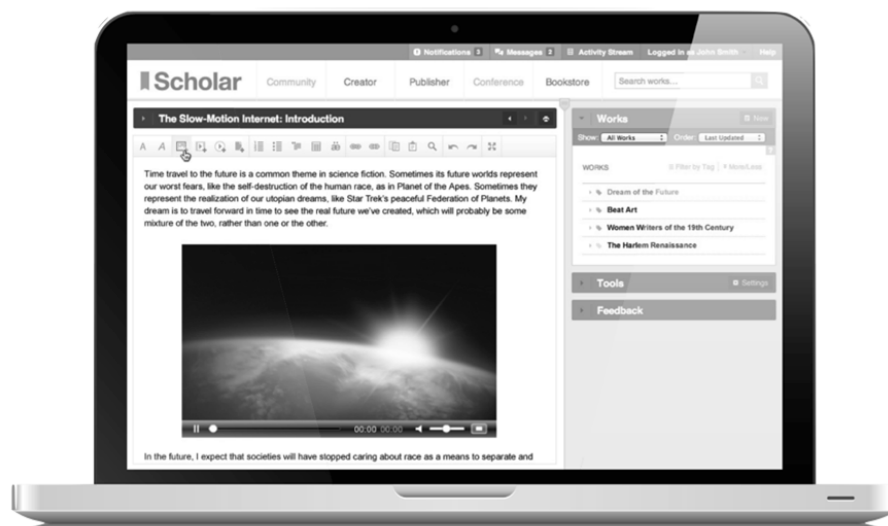 Notifications 3 Messages 2 Activity Stream Logged in as John Smith Help
Scholar
Community Creator Publisher Conference Bookstore Search works...
The Slow-Motion Internet: Introduction
Time travel to the future is a common theme in science fiction. Sometimes its future worlds represent
our worst fears, like the self-destruction of the human race, as in Planet of the Apes. Sometimes they
represent the realization of our utopian dreams, like Star Trek's peaceful Federation of Planets. My
dream is to travel forward in time to see the real future we've created, which will probably be some
mixture of the two, rather than one or the other.
00:00 00:00
In the future, I expect that societies will have stopped caring about race as a means to separate and
Works New
Show: All Works Order: Last Updated
WORKS Filter by Tag More/Less
Dream of the Future
Beat Art
Women Writers of the 19th Century
The Harlem Renaissance
Tools Settings
Feedback